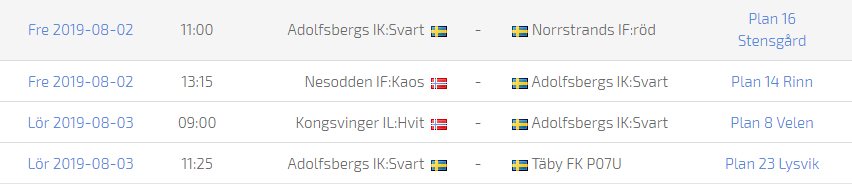 Fre 2019-08-02 11:00 Adolfsbergs IK:Svart - Norrstrands IF:röd Plan 16
Stensgård
Fre 2019-08-02 13:15 Nesodden IF:Kaos - Adolfsbergs IK:Svart Plan 14 Rinn
Lör 2019-08-03 09:00 Kongsvinger IL:Hvit - Adolfsbergs IK:Svart Plan 8 Velen
Lör 2019-08-03 11:25 Adolfsbergs IK:Svart - Täby FK P07U Plan 23 Lysvik